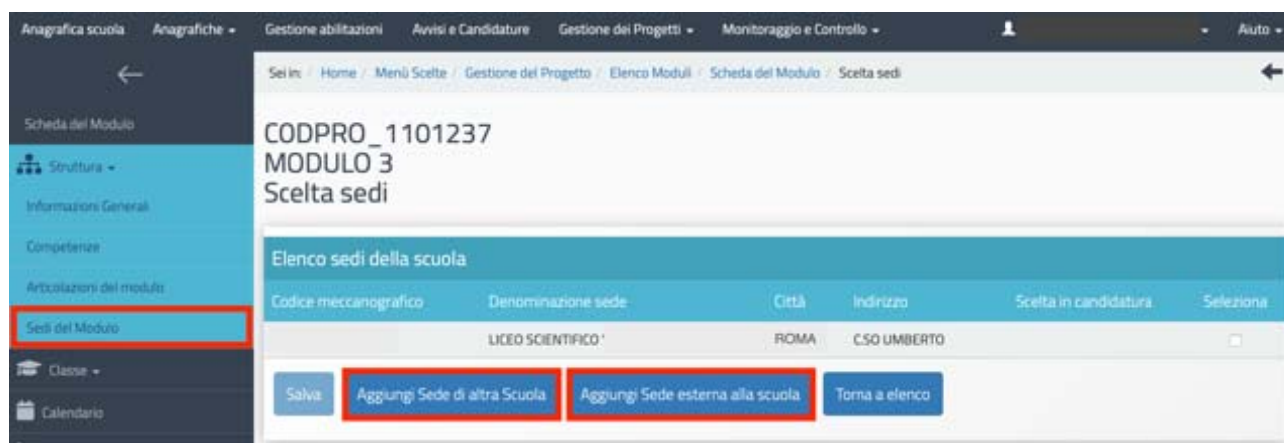 Anagrafica scuola Anagrafiche Gestione abilitazioni Avvisi e Candidature Gestione dei Progetti Monitoraggio e Controllo Aiuto
Sei in: / Home / Menù Scelte / Gestione del Progetto / Elenco Moduli / Scheda del Modulo / Scelta sedi
Scheda del Modulo
Struttura
Informazioni Generali
Competenze
Articolazioni del modulo
Sedi del Modulo
Classe
Calendario
CODPRO_1101237
MODULO 3
Scelta sedi
Elenco sedi della scuola
Codice meccanografico Denominazione sede Città Indirizzo Scelta in candidatura Seleziona
LICEO SCIENTIFICO ' ROMA C.SO UMBERTO
Salva Aggiungi Sede di altra Scuola Aggiungi Sede esterna alla scuola Torna a elenco